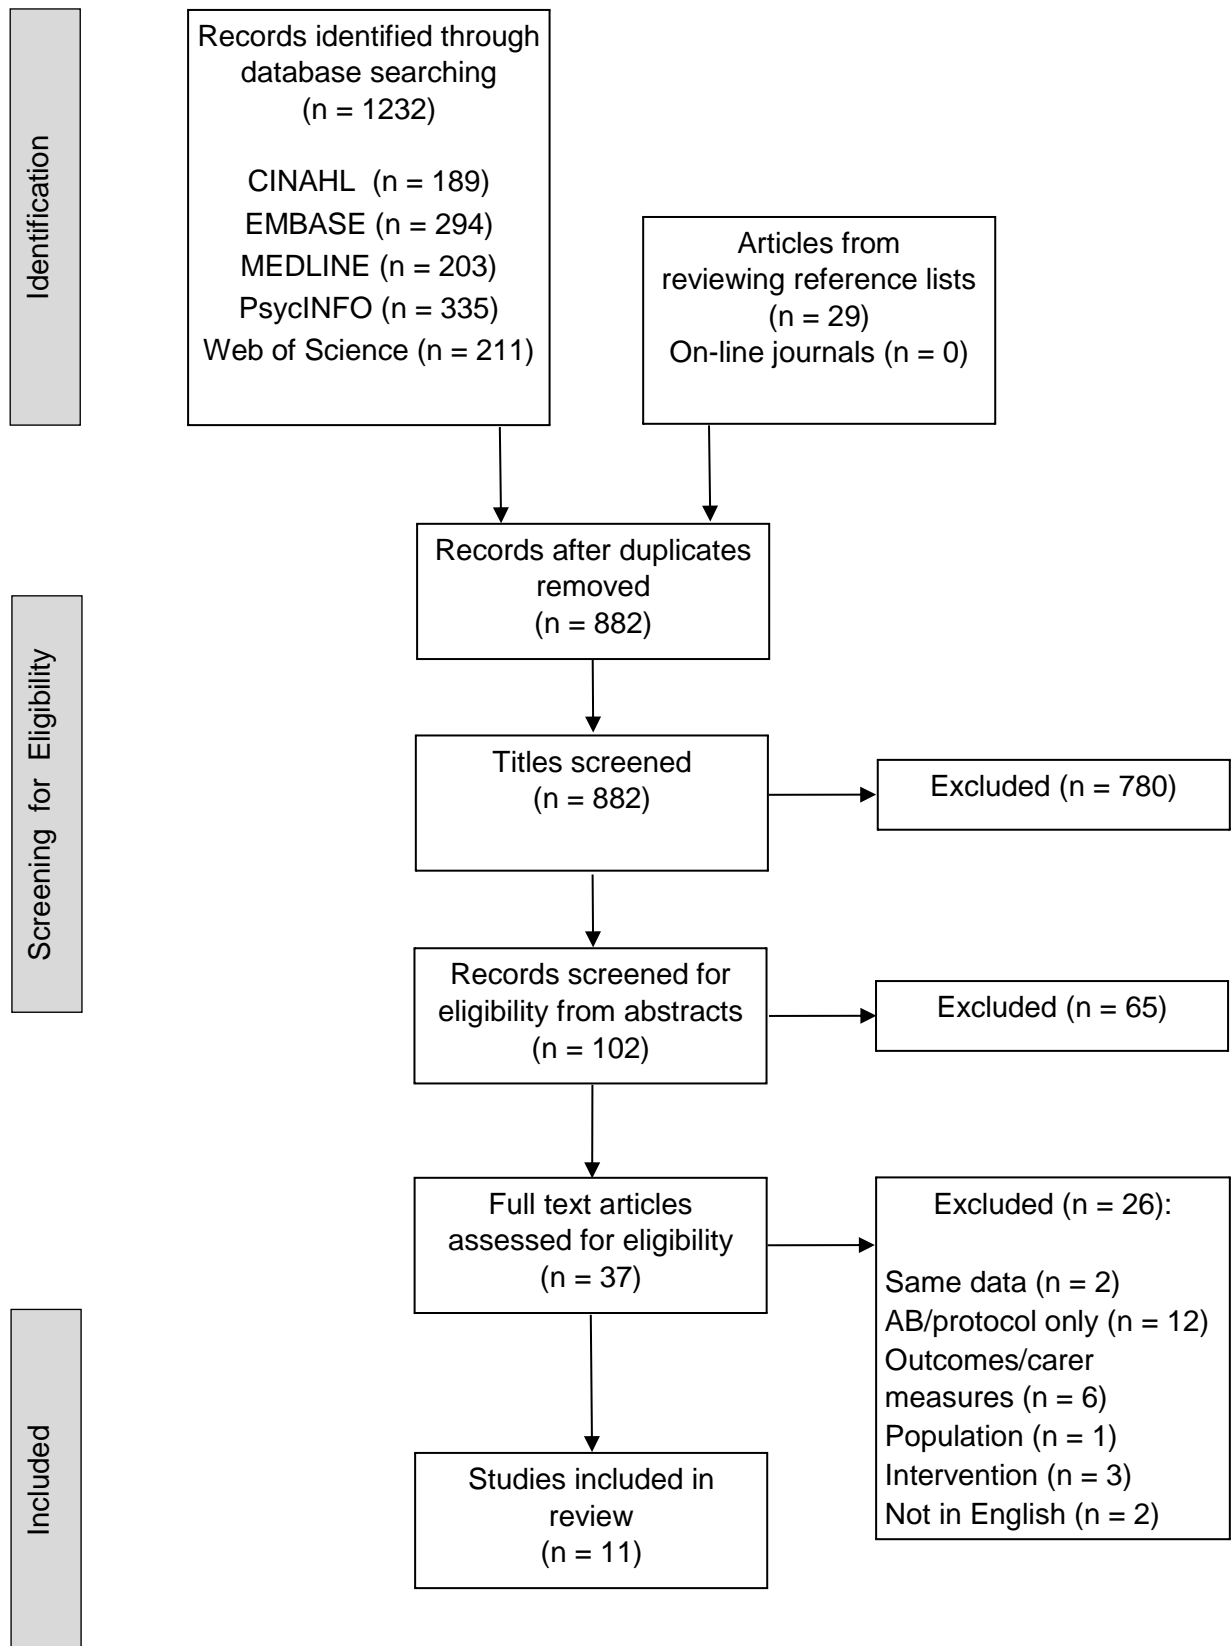 Identification
Records identified through
database searching
(n = 1232)
CINAHL (n = 189)
EMBASE (n = 294)
MEDLINE (n = 203)
PsycINFO (n = 335)
Web of Science (n = 211)
Articles from
reviewing reference lists
(n = 29)
On-line journals (n = 0)
Records after duplicates
removed
(n = 882)
Screening for Eligibility
Titles screened
(n = 882)
Excluded (n = 780)
Records screened for
eligibility from abstracts
(n = 102)
Excluded (n = 65)
Full text articles
assessed for eligibility
(n = 37)
Excluded (n = 26):
Same data (n = 2)
AB/protocol only (n = 12)
Outcomes/carer
measures (n = 6)
Population (n = 1)
Intervention (n = 3)
Not in English (n = 2)
Included
Studies included in
review
(n = 11)